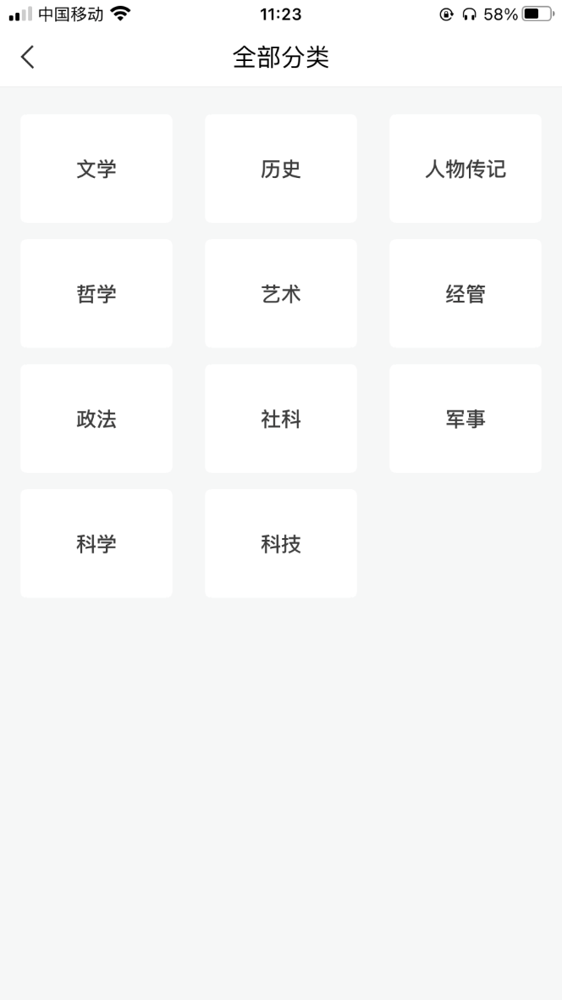 中国移动 11:23 58%
全部分类
文学 历史 人物传记
哲学 艺术 经管
政法 社科 军事
科学 科技